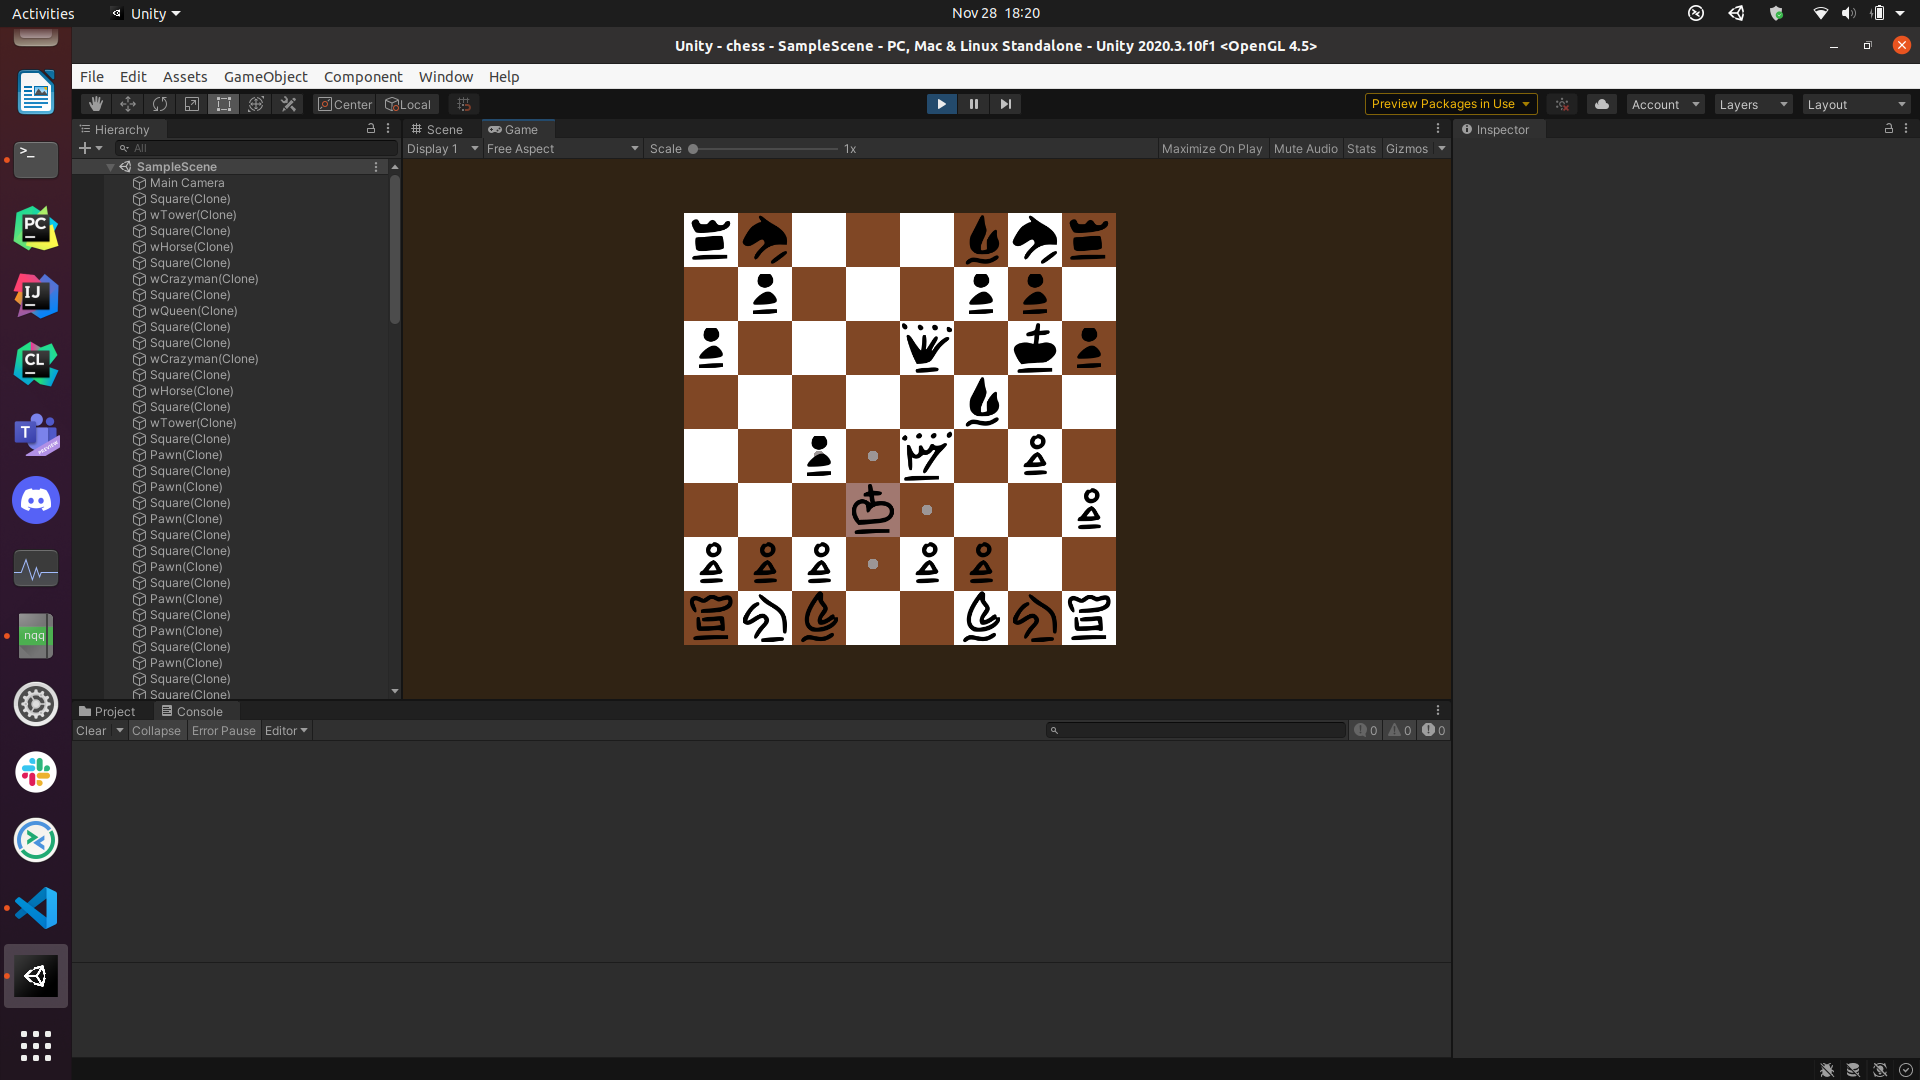 Activities
Unity
Nov 28 18:20
Unity - chess - SampleScene - PC, Mac & Linux Standalone - Unity 2020.3.10f1 <OpenGL 4.5>
File Edit Assets GameObject Component Window Help
Center Local
Preview Packages in Use
Account
Layers
Layout
Hierarchy
Scene
Game
Inspector
All
Display 1
Free Aspect
Scale
1x
Maximize On Play
Mute Audio
Stats
Gizmos
SampleScene
Main Camera
Square(Clone)
wTower(Clone)
Square(Clone)
wHorse(Clone)
Square(Clone)
wCrazyman(Clone)
Square(Clone)
wQueen(Clone)
Square(Clone)
Square(Clone)
wCrazyman(Clone)
Square(Clone)
wHorse(Clone)
Square(Clone)
wTower(Clone)
Square(Clone)
Pawn(Clone)
Square(Clone)
Pawn(Clone)
Square(Clone)
Pawn(Clone)
Square(Clone)
Square(Clone)
Pawn(Clone)
Square(Clone)
Pawn(Clone)
Square(Clone)
Pawn(Clone)
Square(Clone)
Pawn(Clone)
Square(Clone)
Square(Clone)
Project
Console
Clear
Collapse
Error Pause
Editor
0
0
0
>_
PC
IJ
CL
PREVIEW
nqq